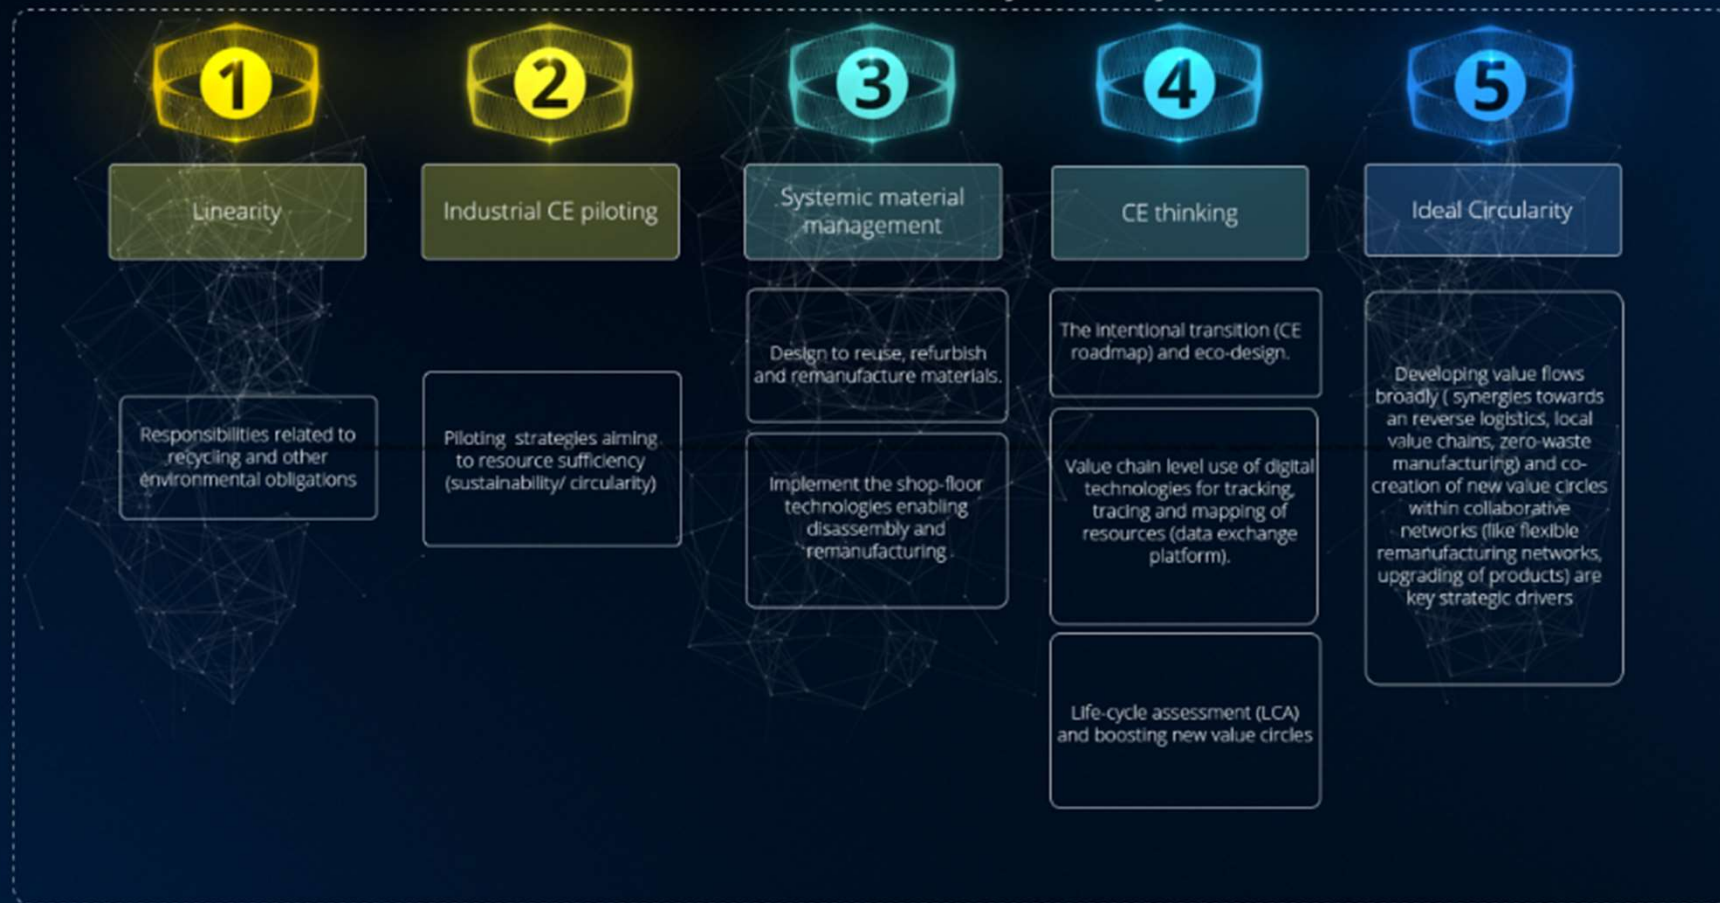 1
Linearity
Responsibilities related to
recycling and other
environmental obligations
2
Industrial CE piloting
Piloting strategies aiming
to resource sufficiency
(sustainability/ circularity)
3
Systemic material
management
Design to reuse, refurbish
and remanufacture materials.
Implement the shop-floor
technologies enabling
disassembly and
remanufacturing
4
CE thinking
The intentional transition (CE
roadmap) and eco-design.
Value chain level use of digital
technologies for tracking,
tracing and mapping of
resources (data exchange
platform).
Life-cycle assessment (LCA)
and boosting new value circles
5
Ideal Circularity
Developing value flows
broadly ( synergies towards
an reverse logistics, local
value chains, zero-waste
manufacturing) and co-
creation of new value circles
within collaborative
networks (like flexible
remanufacturing networks,
upgrading of products) are
key strategic drivers